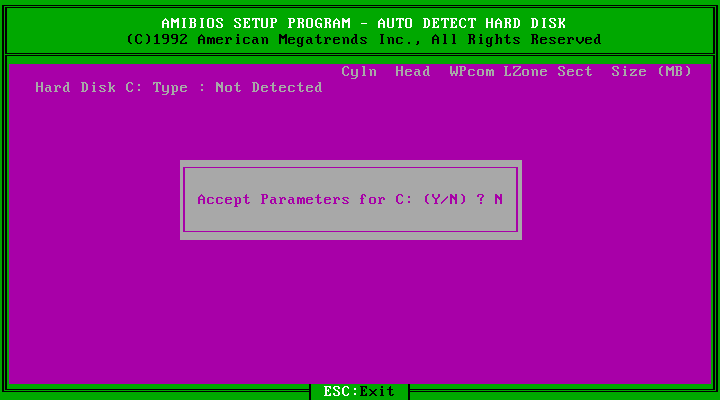 AMIBIOS SETUP PROGRAM - AUTO DETECT HARD DISK
(C)1992 American Megatrends Inc., All Rights Reserved
Cyln Head WPcom LZone Sect Size (MB)
Hard Disk C: Type : Not Detected
Accept Parameters for C: (Y/N) ? N
ESC:Exit